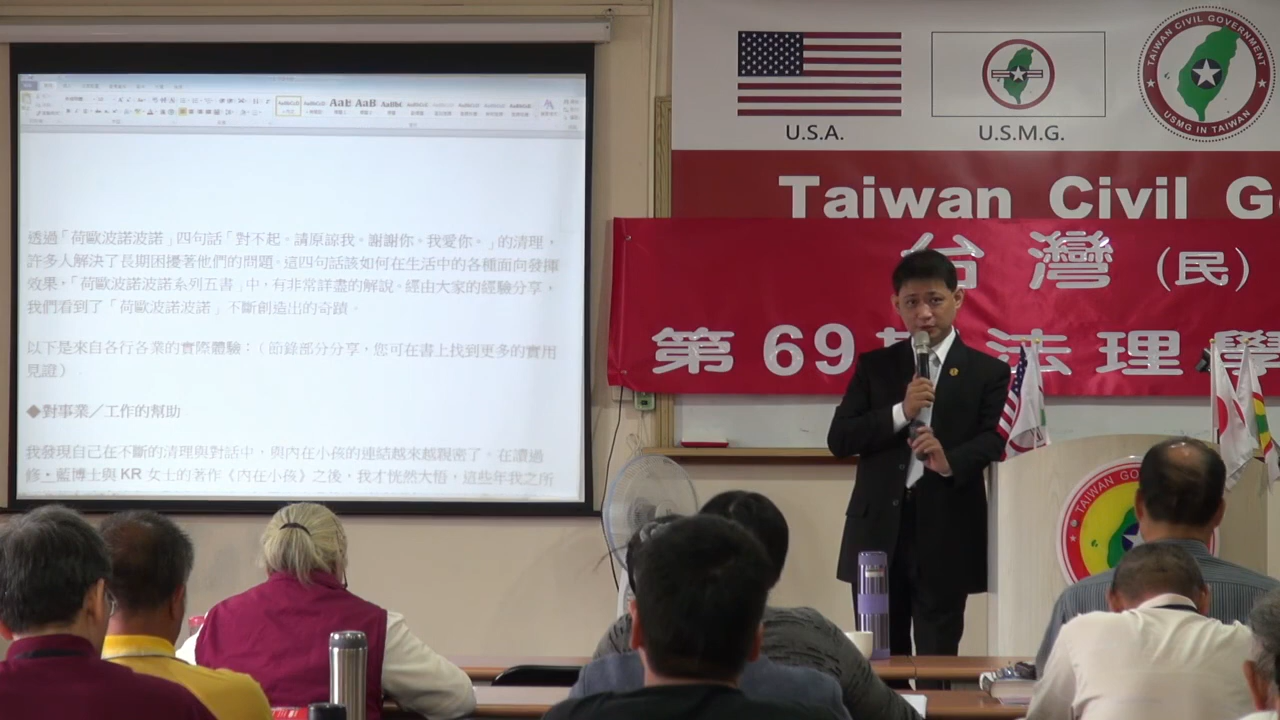 透過「荷歐波諾波諾」四句話「對不起。請原諒我。謝謝你。我愛你。」的清理，
許多人解決了長期困擾著他們的問題。這四句話該如何在生活中的各種面向發揮
效果，「荷歐波諾波諾系列五書」中，有非常詳盡的解說。經由大家的經驗分享，
我們看到了「荷歐波諾波諾」不斷創造出的奇蹟。
以下是來自各行各業的實際體驗：（節錄部分分享，您可在書上找到更多的實用
見證）
◆對事業／工作的幫助
我發現自己在不斷的清理與對話中，與內在小孩的連結越來越親密了。在讀過
修・藍博士與 KR 女士的著作《內在小孩》之後，我才恍然大悟，這些年我之所
U.S.A.
U.S.M.G.
TAIWAN CIVIL GOVERNMENT
USMG IN TAIWAN
Taiwan Civil G
台灣（民）
第69 法理學
TAIWAN GOV